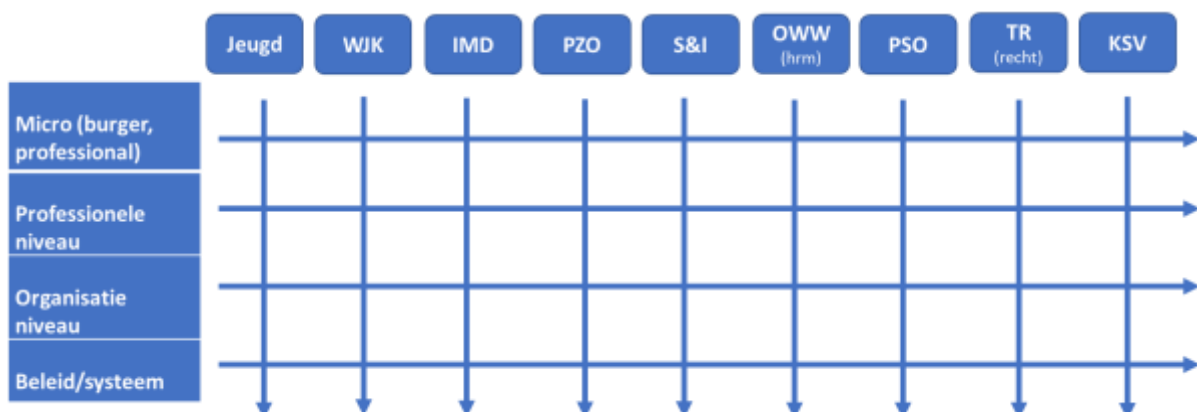 Jeugd
WJK
IMD
PZO
S&I
OWW
(hrm)
PSO
TR
(recht)
KSV
Micro (burger,
professional)
Professionele
niveau
Organisatie
niveau
Beleid/systeem